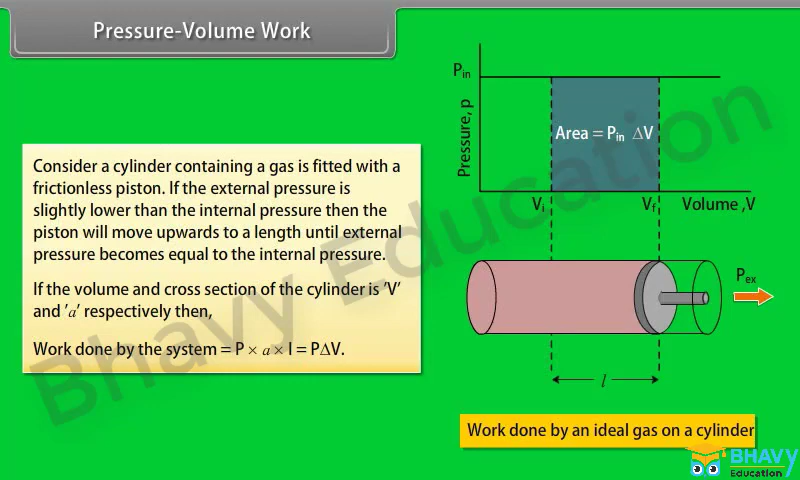 Pressure-Volume Work
Consider a cylinder containing a gas is fitted with a
frictionless piston. If the external pressure is
slightly lower than the internal pressure then the
piston will move upwards to a length until external
pressure becomes equal to the internal pressure.
If the volume and cross section of the cylinder is ’V’
and ’a’ respectively then,
Work done by the system = P × a × l = PΔV.
Pin
Pressure, p
Area = Pin ΔV
Vi
Vf
Volume ,V
Pex
l
Work done by an ideal gas on a cylinder
Bhavy Education
BHAVY
Education